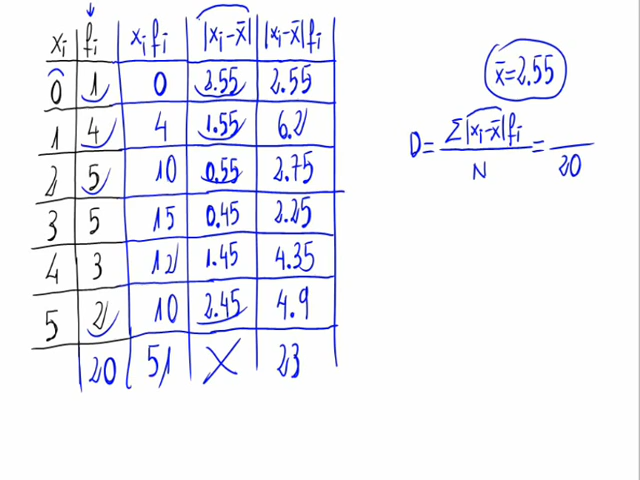 xᵢ fᵢ xᵢfᵢ |xᵢ-x̄| |xᵢ-x̄|fᵢ
0 1 0 2.55 2.55
1 4 4 1.55 6.2
2 5 10 0.55 2.75
3 5 15 0.45 2.25
4 3 12 1.45 4.35
5 2 10 2.45 4.9
20 51 X 23
x̄=2.55
D= Σ|xᵢ-x̄|fᵢ / N = / 20